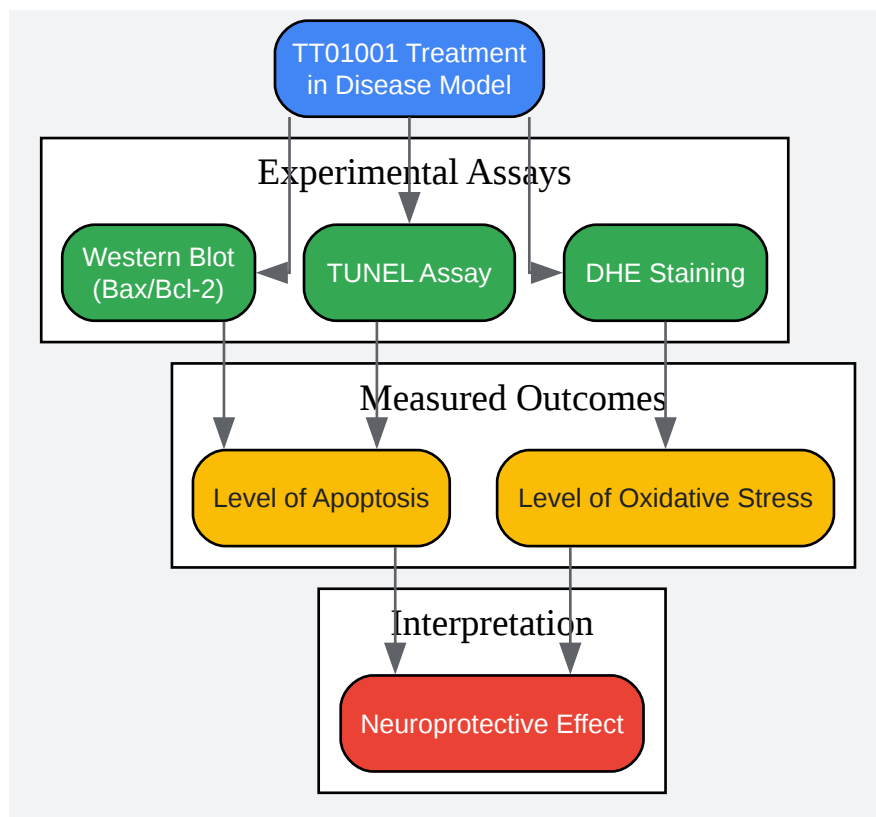 TT01001 Treatment
in Disease Model
Experimental Assays
Western Blot
(Bax/Bcl-2)
TUNEL Assay
DHE Staining
Measured Outcomes
Level of Apoptosis
Level of Oxidative Stress
Interpretation
Neuroprotective Effect